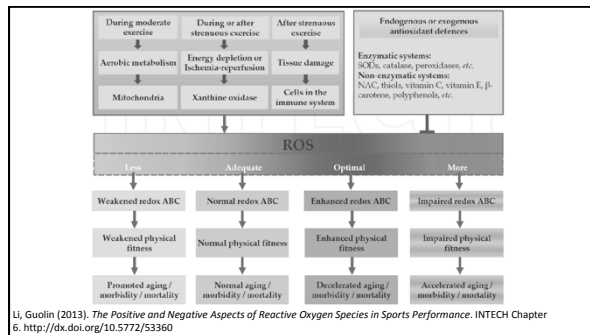 During moderate
exercise
During or after
strenuous exercise
After strenuous
exercise
Aerobic metabolism
Energy depletion or
Ischemia-reperfusion
Tissue damage
Mitochondria
Xanthine oxidase
Cells in the
immune system
Endogenous or exogenous
antioxidant defences
Enzymatic systems:
SODs, catalase, peroxidases, etc.
Non-enzymatic systems:
NAC, thiols, vitamin C, vitamin E, β-
carotene, polyphenols, etc.
ROS
Less
Adequate
Optimal
More
Weakened redox ABC
Normal redox ABC
Enhanced redox ABC
Impaired redox ABC
Weakened physical
fitness
Normal physical fitness
Enhanced physical
fitness
Impaired physical
fitness
Promoted aging /
morbidity / mortality
Normal aging /
morbidity / mortality
Decelerated aging /
morbidity / mortality
Accelerated aging /
morbidity / mortality
Li, Guolin (2013). The Positive and Negative Aspects of Reactive Oxygen Species in Sports Performance. INTECH Chapter
6. http://dx.doi.org/10.5772/53360